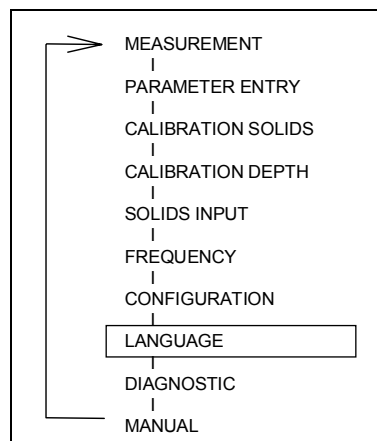 MEASUREMENT
PARAMETER ENTRY
CALIBRATION SOLIDS
CALIBRATION DEPTH
SOLIDS INPUT
FREQUENCY
CONFIGURATION
LANGUAGE
DIAGNOSTIC
MANUAL